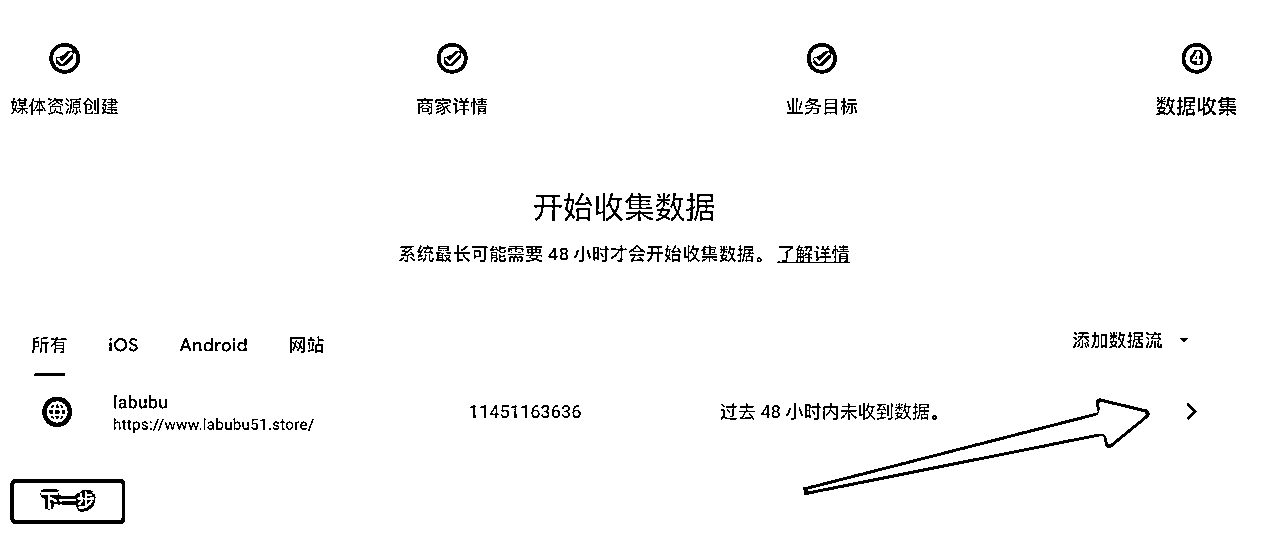 媒体资源创建
商家详情
业务目标
4
数据收集
开始收集数据
系统最长可能需要 48 小时才会开始收集数据。 了解详情
所有 iOS Android 网站
添加数据流
labubu
https://www.labubu51.store/
11451163636
过去 48 小时内未收到数据。
下一步